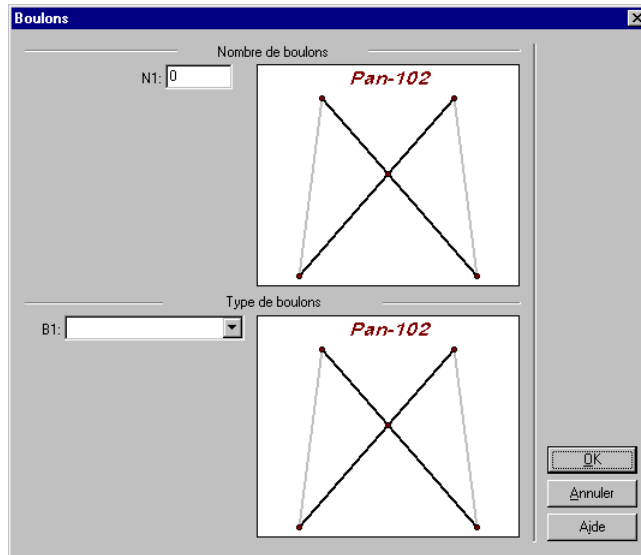 Boulons
Nombre de boulons
N1: 0
Pan-102
Type de boulons
B1:
Pan-102
OK
Annuler
Aide